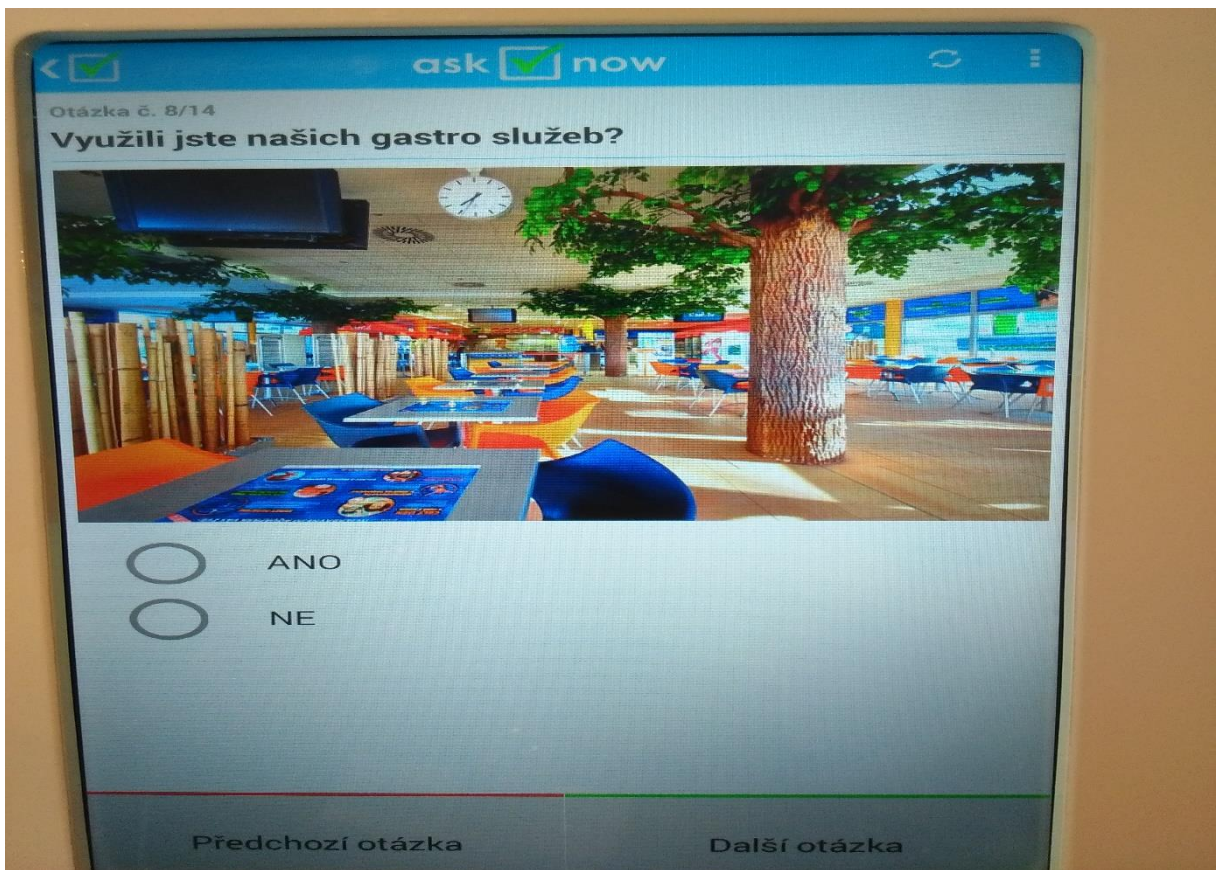 ask now
Otázka č. 8/14
Využili jste našich gastro služeb?
ANO
NE
Předchozí otázka
Další otázka